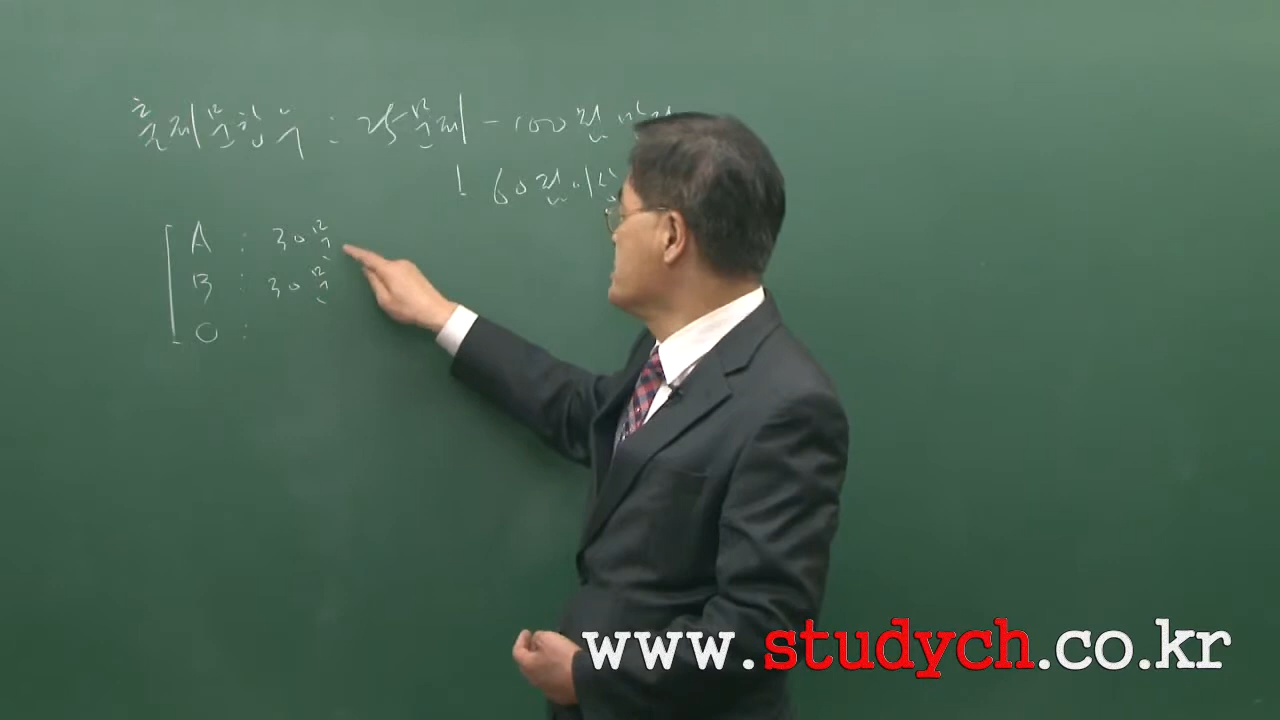 출제문항수 : 25문제 - 100점 만점
60점 이상
A : 30분
B : 30분
C :
www.studych.co.kr